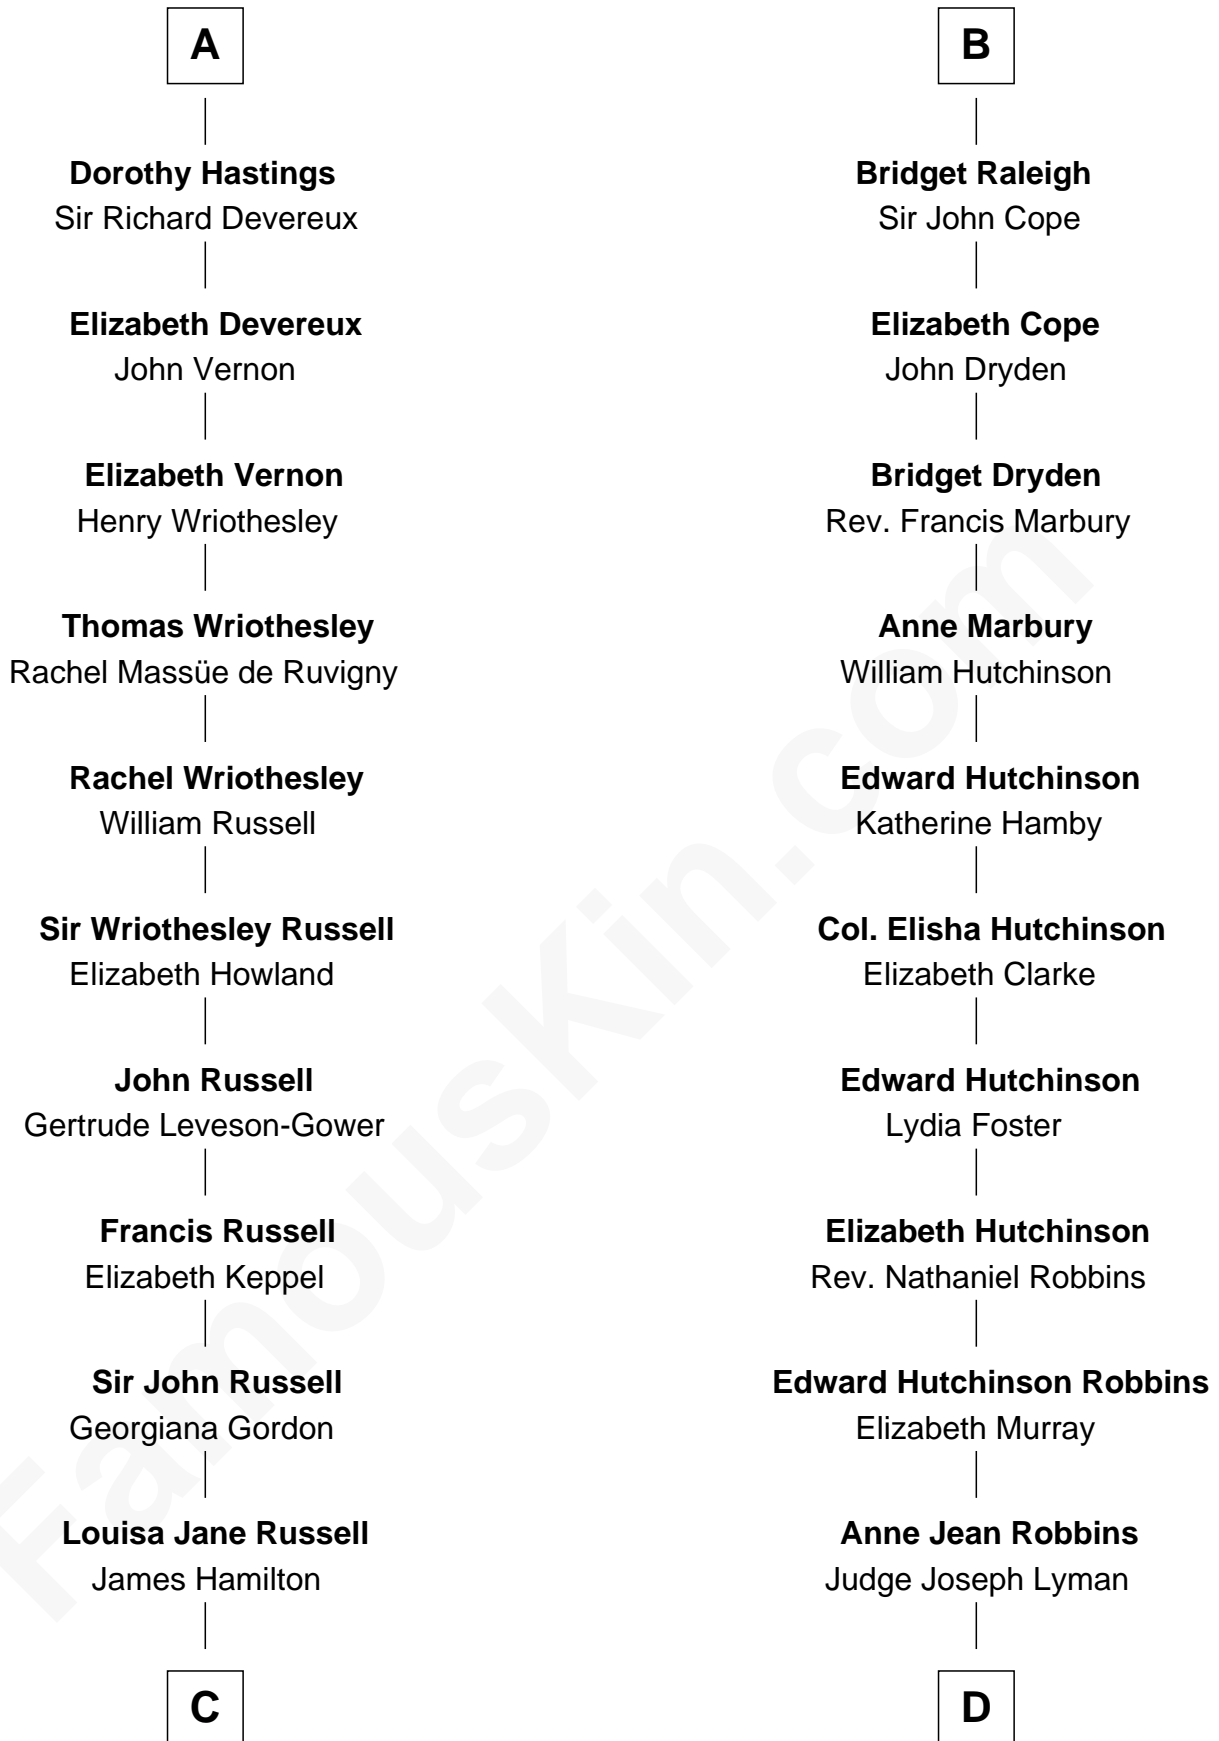 A
Dorothy Hastings
Sir Richard Devereux
Elizabeth Devereux
John Vernon
Elizabeth Vernon
Henry Wriothesley
Thomas Wriothesley
Rachel Massüe de Ruvigny
Rachel Wriothesley
William Russell
Sir Wriothesley Russell
Elizabeth Howland
John Russell
Gertrude Leveson-Gower
Francis Russell
Elizabeth Keppel
Sir John Russell
Georgiana Gordon
Louisa Jane Russell
James Hamilton
C
B
Bridget Raleigh
Sir John Cope
Elizabeth Cope
John Dryden
Bridget Dryden
Rev. Francis Marbury
Anne Marbury
William Hutchinson
Edward Hutchinson
Katherine Hamby
Col. Elisha Hutchinson
Elizabeth Clarke
Edward Hutchinson
Lydia Foster
Elizabeth Hutchinson
Rev. Nathaniel Robbins
Edward Hutchinson Robbins
Elizabeth Murray
Anne Jean Robbins
Judge Joseph Lyman
D
FamousKin.com